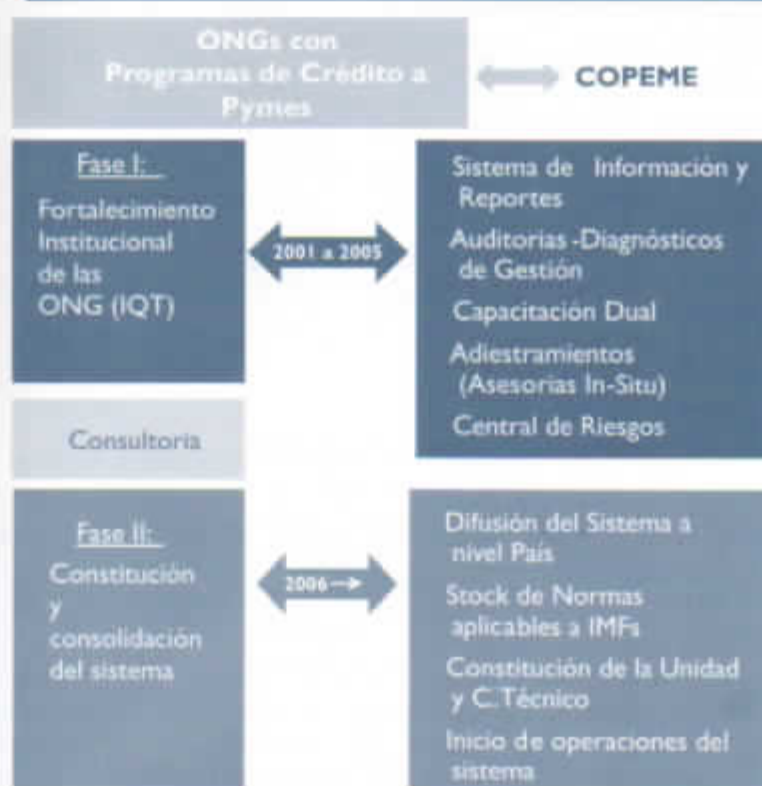 ONGs con
Programas de Crédito a
Pymes
COPEME
Fase I:
Fortalecimiento
Institucional
de las
ONG (IQT)
2001 a 2005
Sistema de Información y
Reportes
Auditorias -Diagnósticos
de Gestión
Capacitación Dual
Adiestramientos
(Asesorias In-Situ)
Central de Riesgos
Consultoria
Fase II:
Constitución
y
consolidación
del sistema
2006 →
Difusión del Sistema a
nivel País
Stock de Normas
aplicables a IMFs
Constitución de la Unidad
y C.Técnico
Inicio de operaciones del
sistema